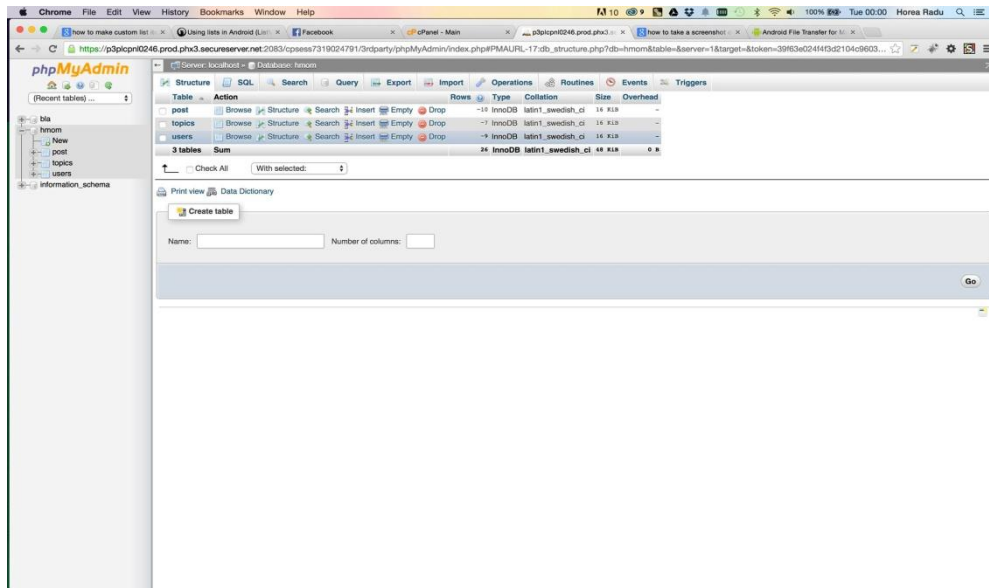 Chrome File Edit View History Bookmarks Window Help 10 9 100% Tue 00:00 Horea Radu
how to make custom list i Using lists in Android (List Facebook cPanel - Main p3plcpnl0246.prod.phx3.s how to take a screenshot o Android File Transfer for M
https://p3plcpnl0246.prod.phx3.secureserver.net:2083/cpsess7319024791/3rdparty/phpMyAdmin/index.php#PMAURL-17:db_structure.php?db=hmom&table=&server=1&target=&token=39f63e024f4f3d2104c9603...
phpMyAdmin
(Recent tables) ...
bla
hmom
New
post
topics
users
information_schema
Server: localhost » Database: hmom
Structure SQL Search Query Export Import Operations Routines Events Triggers
Table Action Rows Type Collation Size Overhead
post Browse Structure Search Insert Empty Drop ~10 InnoDB latin1_swedish_ci 16 KiB -
topics Browse Structure Search Insert Empty Drop ~7 InnoDB latin1_swedish_ci 16 KiB -
users Browse Structure Search Insert Empty Drop ~9 InnoDB latin1_swedish_ci 16 KiB -
3 tables Sum 26 InnoDB latin1_swedish_ci 48 KiB 0 B
Check All With selected:
Print view Data Dictionary
Create table
Name: Number of columns:
Go